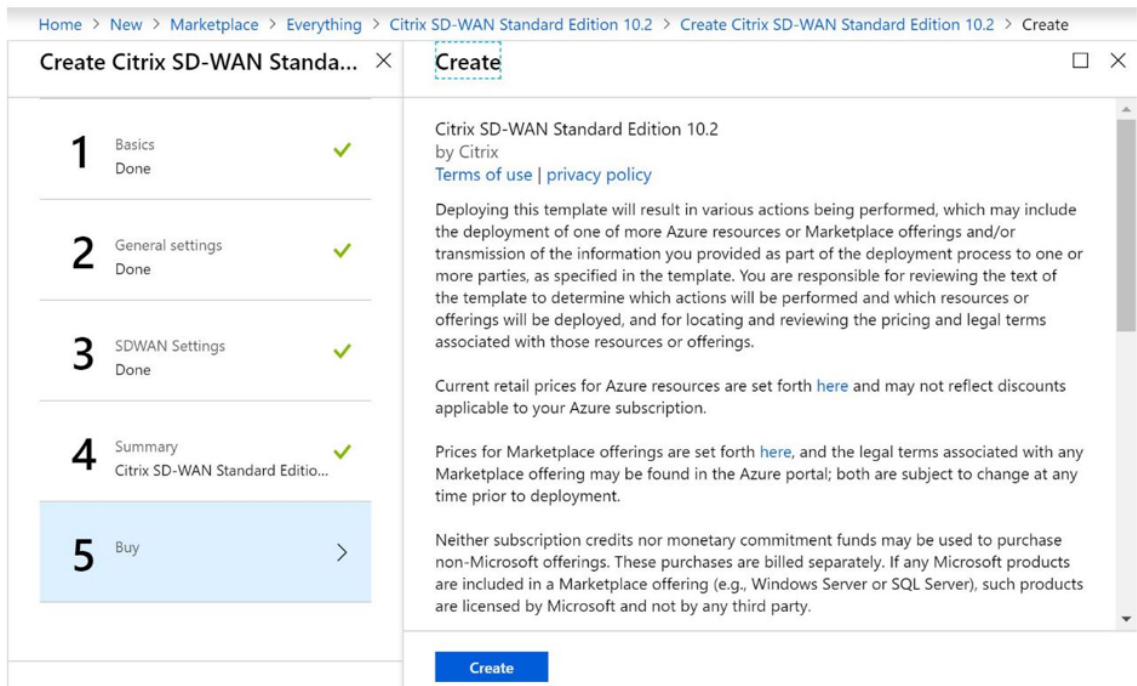 Home > New > Marketplace > Everything > Citrix SD-WAN Standard Edition 10.2 > Create Citrix SD-WAN Standard Edition 10.2 > Create
Create Citrix SD-WAN Standa...
1
Basics
Done
2
General settings
Done
3
SDWAN Settings
Done
4
Summary
Citrix SD-WAN Standard Editio...
5
Buy
Create
Citrix SD-WAN Standard Edition 10.2
by Citrix
Terms of use | privacy policy
Deploying this template will result in various actions being performed, which may include
the deployment of one of more Azure resources or Marketplace offerings and/or
transmission of the information you provided as part of the deployment process to one or
more parties, as specified in the template. You are responsible for reviewing the text of
the template to determine which actions will be performed and which resources or
offerings will be deployed, and for locating and reviewing the pricing and legal terms
associated with those resources or offerings.
Current retail prices for Azure resources are set forth here and may not reflect discounts
applicable to your Azure subscription.
Prices for Marketplace offerings are set forth here, and the legal terms associated with any
Marketplace offering may be found in the Azure portal; both are subject to change at any
time prior to deployment.
Neither subscription credits nor monetary commitment funds may be used to purchase
non-Microsoft offerings. These purchases are billed separately. If any Microsoft products
are included in a Marketplace offering (e.g., Windows Server or SQL Server), such products
are licensed by Microsoft and not by any third party.
Create